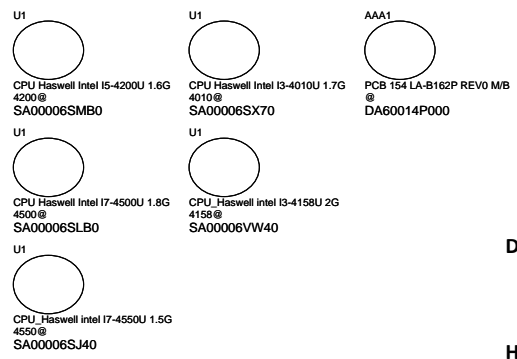 U1
CPU Haswell Intel I5-4200U 1.6G
4200@
SA00006SMB0
U1
CPU Haswell Intel I3-4010U 1.7G
4010@
SA00006SX70
AAA1
PCB 154 LA-B162P REV0 M/B
@
DA60014P000
U1
CPU Haswell Intel I7-4500U 1.8G
4500@
SA00006SLB0
U1
CPU_Haswell intel I3-4158U 2G
4158@
SA00006VW40
U1
CPU_Haswell intel I7-4550U 1.5G
4550@
SA00006SJ40
D
H